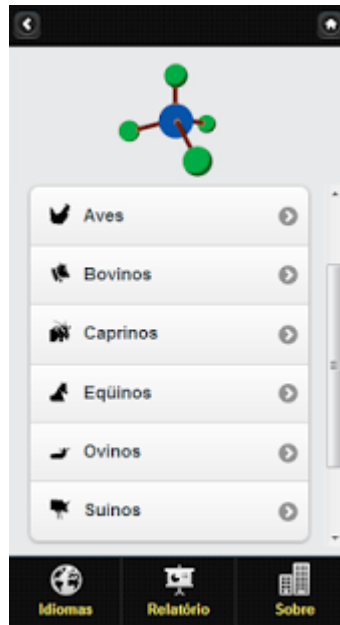 Aves
Bovinos
Caprinos
Eqüinos
Ovinos
Suinos
Idiomas Relatório Sobre